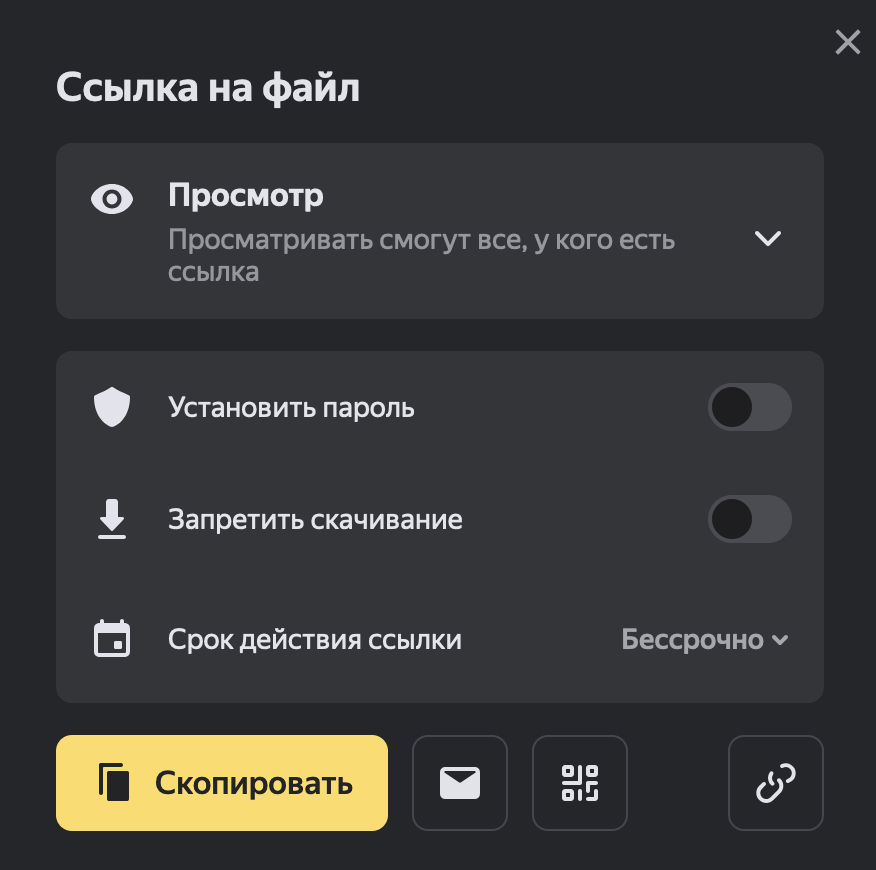 Ссылка на файл
Просмотр
Просматривать смогут все, у кого есть
ссылка
Установить пароль
Запретить скачивание
Срок действия ссылки
Бессрочно
Скопировать